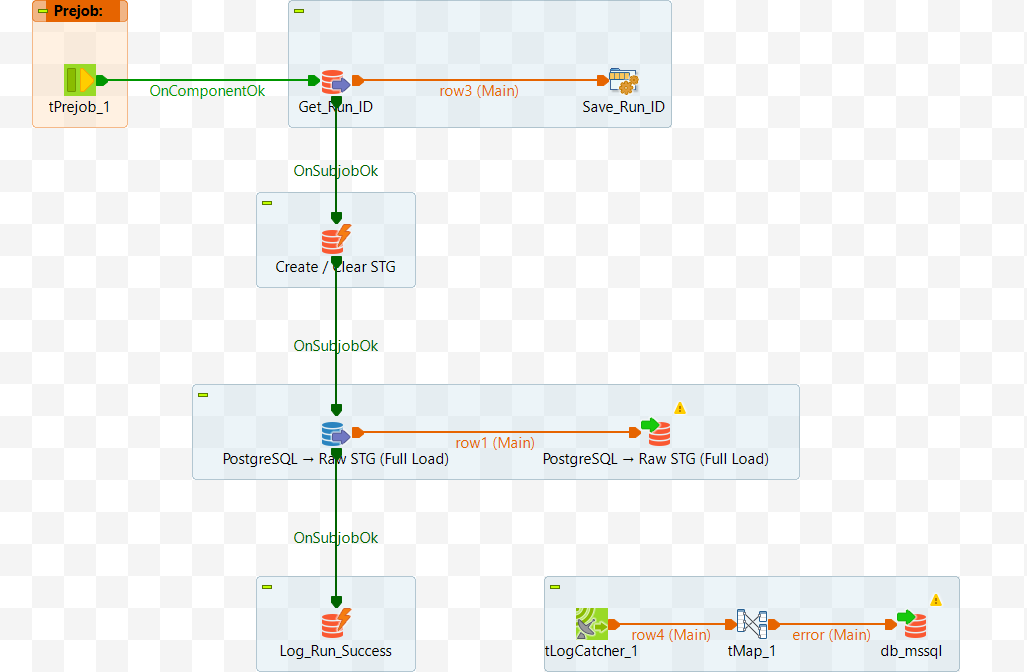 Prejob:
OnComponentOk
row3 (Main)
tPrejob_1
Get_Run_ID
Save_Run_ID
OnSubjobOk
Create / Clear STG
OnSubjobOk
row1 (Main)
PostgreSQL → Raw STG (Full Load)
PostgreSQL → Raw STG (Full Load)
OnSubjobOk
row4 (Main)
error (Main)
Log_Run_Success
tLogCatcher_1
tMap_1
db_mssql